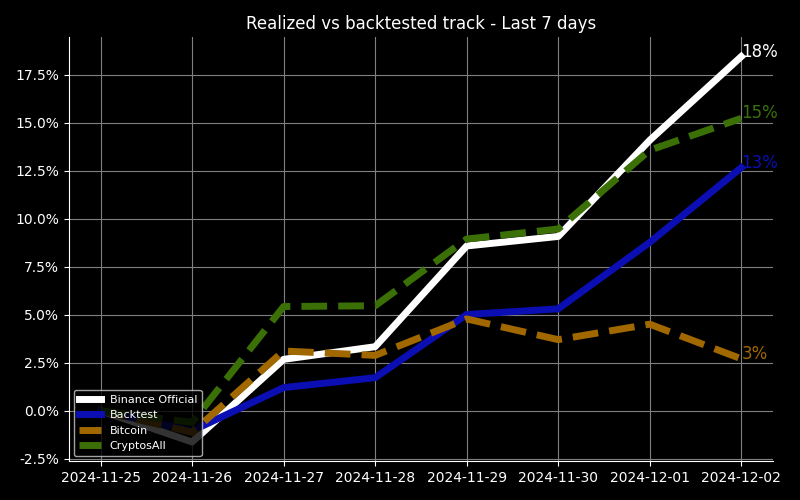 Realized vs backtested track - Last 7 days
18%
17.5%
15%
15.0%
13%
12.5%
10.0%
7.5%
5.0%
3%
2.5%
0.0%
-2.5%
Binance Official
Backtest
Bitcoin
CryptosAll
2024-11-25 2024-11-26 2024-11-27 2024-11-28 2024-11-29 2024-11-30 2024-12-01 2024-12-02